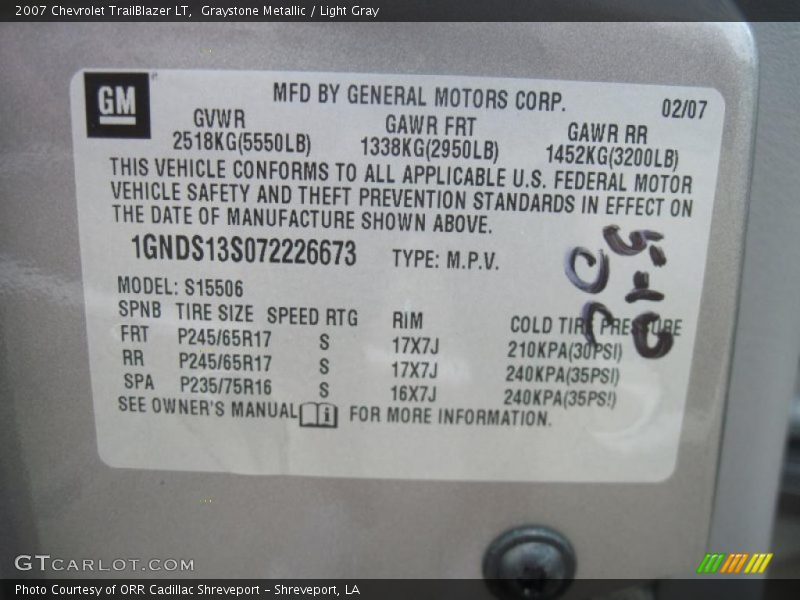 2007 Chevrolet TrailBlazer LT,  Graystone Metallic / Light Gray
GM
MFD BY GENERAL MOTORS CORP. 02/07
GVWR GAWR FRT GAWR RR
2518KG(5550LB) 1338KG(2950LB) 1452KG(3200LB)
THIS VEHICLE CONFORMS TO ALL APPLICABLE U.S. FEDERAL MOTOR
VEHICLE SAFETY AND THEFT PREVENTION STANDARDS IN EFFECT ON
THE DATE OF MANUFACTURE SHOWN ABOVE.
1GNDS13S072226673 TYPE: M.P.V.
MODEL: S15506
SPNB TIRE SIZE SPEED RTG RIM COLD TIRE PRESSURE
FRT P245/65R17 S 17X7J 210KPA(30PSI)
RR P245/65R17 S 17X7J 240KPA(35PSI)
SPA P235/75R16 S 16X7J 240KPA(35PSI)
SEE OWNER'S MANUAL FOR MORE INFORMATION.
GTCARLOT.COM
Photo Courtesy of ORR Cadillac Shreveport – Shreveport, LA